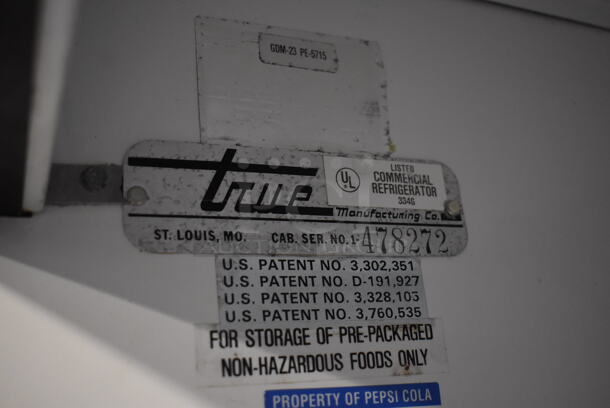 GDM-23 PE-5715
true
Manufacturing Co.
UL
LISTED
COMMERCIAL
REFRIGERATOR
334G
ST. LOUIS, MO. CAB. SER. NO. 1-478272
U.S. PATENT NO. 3,302,351
U.S. PATENT NO. D-191,927
U.S. PATENT NO. 3,328,103
U.S. PATENT NO. 3,760,535
FOR STORAGE OF PRE-PACKAGED
NON-HAZARDOUS FOODS ONLY
PROPERTY OF PEPSI COLA